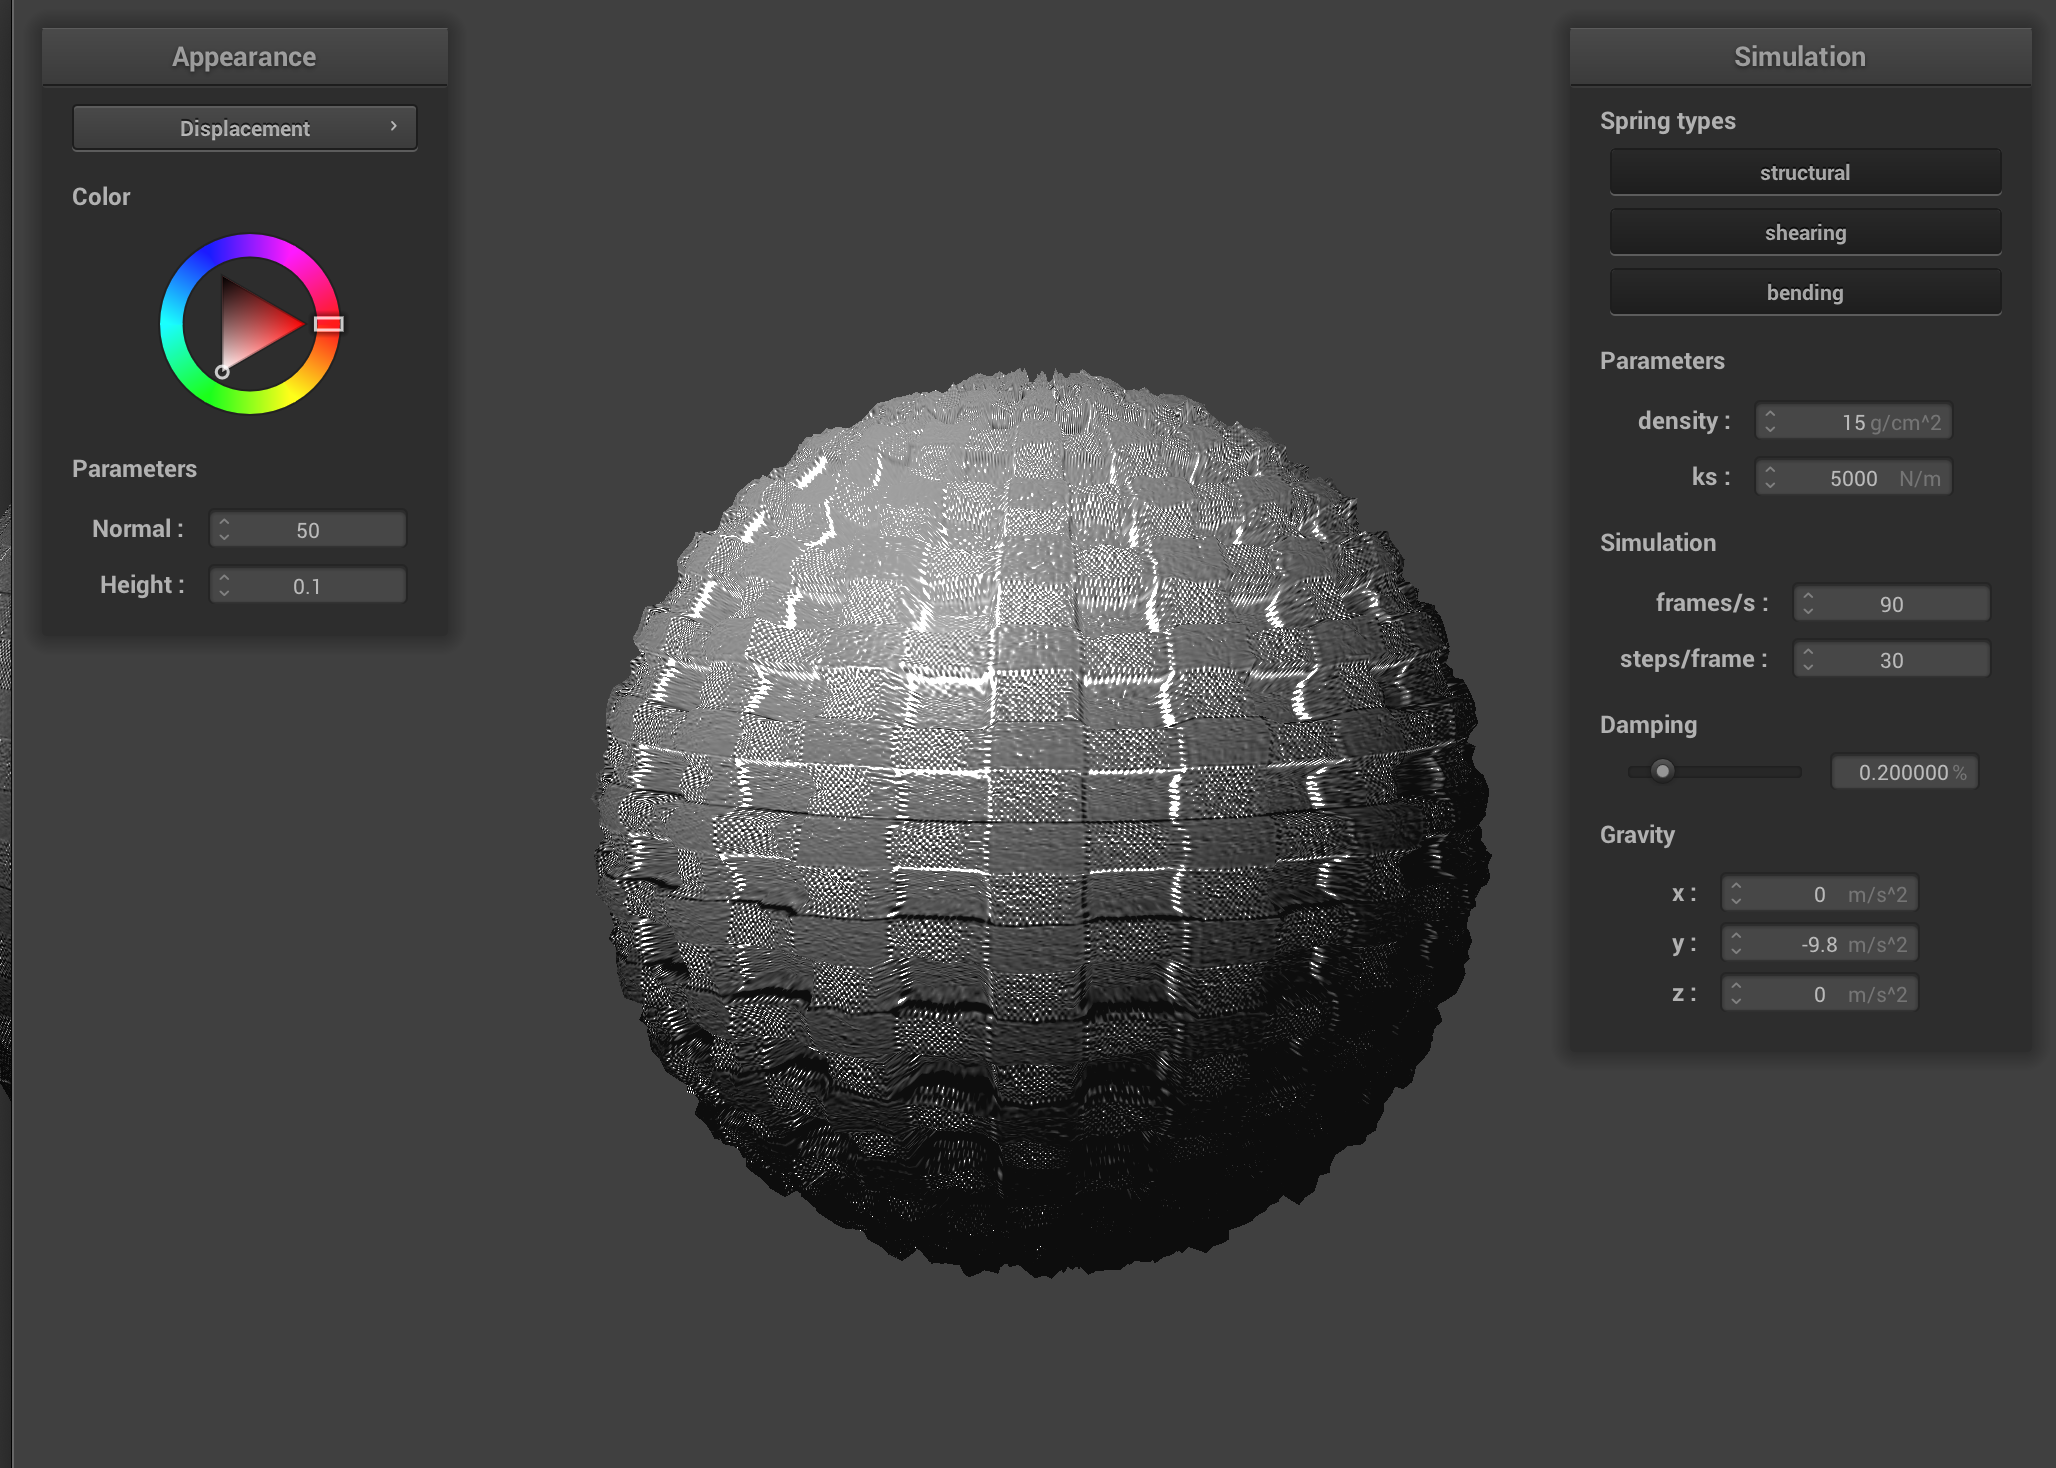 Appearance
Displacement
Color
Parameters
Normal : 50
Height : 0.1
Simulation
Spring types
structural
shearing
bending
Parameters
density : 15 g/cm^2
ks : 5000 N/m
Simulation
frames/s : 90
steps/frame : 30
Damping
0.200000 %
Gravity
x : 0 m/s^2
y : -9.8 m/s^2
z : 0 m/s^2